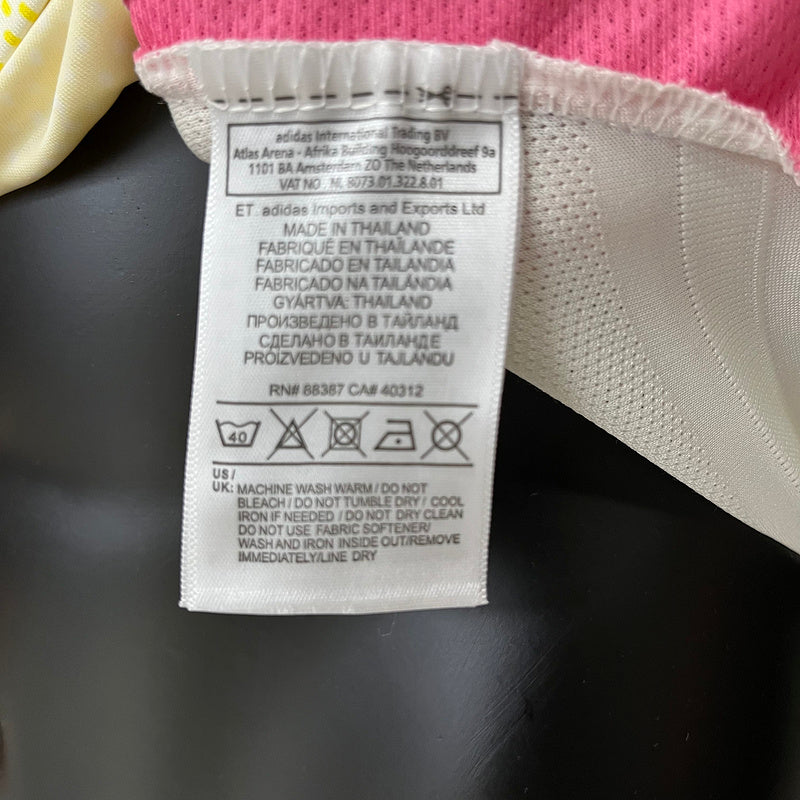 adidas International Trading BV
Atlas Arena - Afrika Building Hoogoorddreef 9a
1101 BA Amsterdam ZO The Netherlands
VAT NO . NL 8073.01.322.8.01
ET. adidas Imports and Exports Ltd
MADE IN THAILAND
FABRIQUÉ EN THAÏLANDE
FABRICADO EN TAILANDIA
FABRICADO NA TAILÂNDIA
GYÁRTVA: THAILAND
ПРОИЗВЕДЕНО В ТАЙЛАНД
СДЕЛАНО В ТАИЛАНДЕ
PROIZVEDENO U TAJLANDU
RN# 88387 CA# 40312
40
US /
UK: MACHINE WASH WARM / DO NOT
BLEACH / DO NOT TUMBLE DRY / COOL
IRON IF NEEDED / DO NOT DRY CLEAN
DO NOT USE FABRIC SOFTENER/
WASH AND IRON INSIDE OUT/REMOVE
IMMEDIATELY/LINE DRY